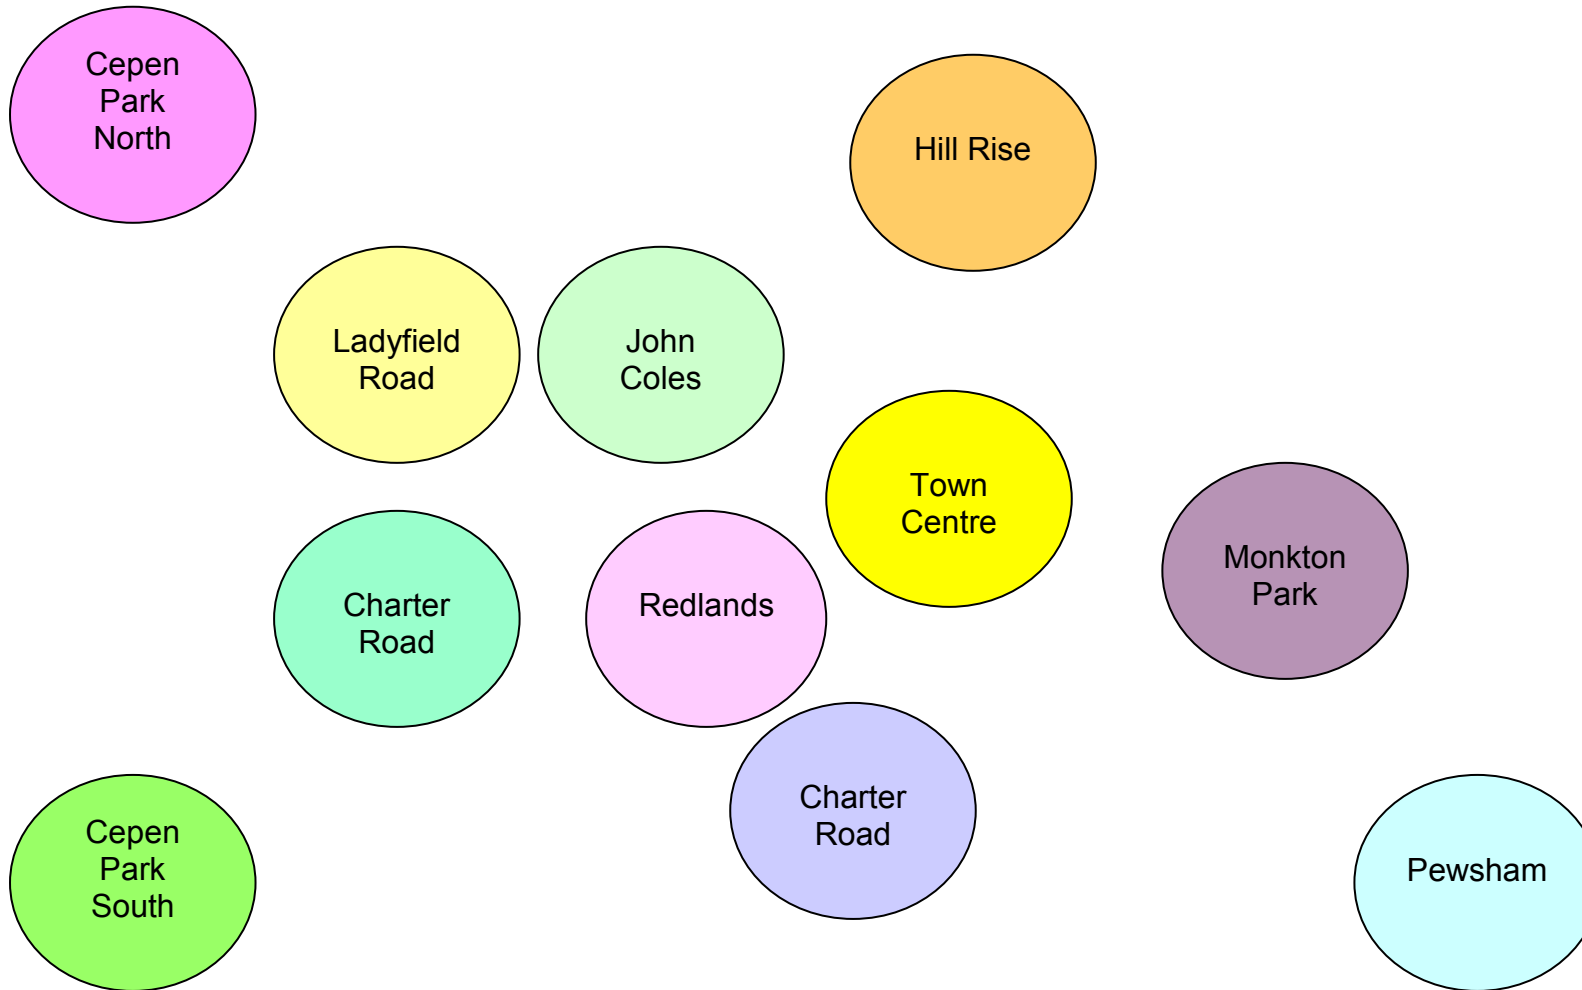 Cepen
Park
North
Hill Rise
Ladyfield
Road
John
Coles
Town
Centre
Monkton
Park
Charter
Road
Redlands
Charter
Road
Cepen
Park
South
Pewsham